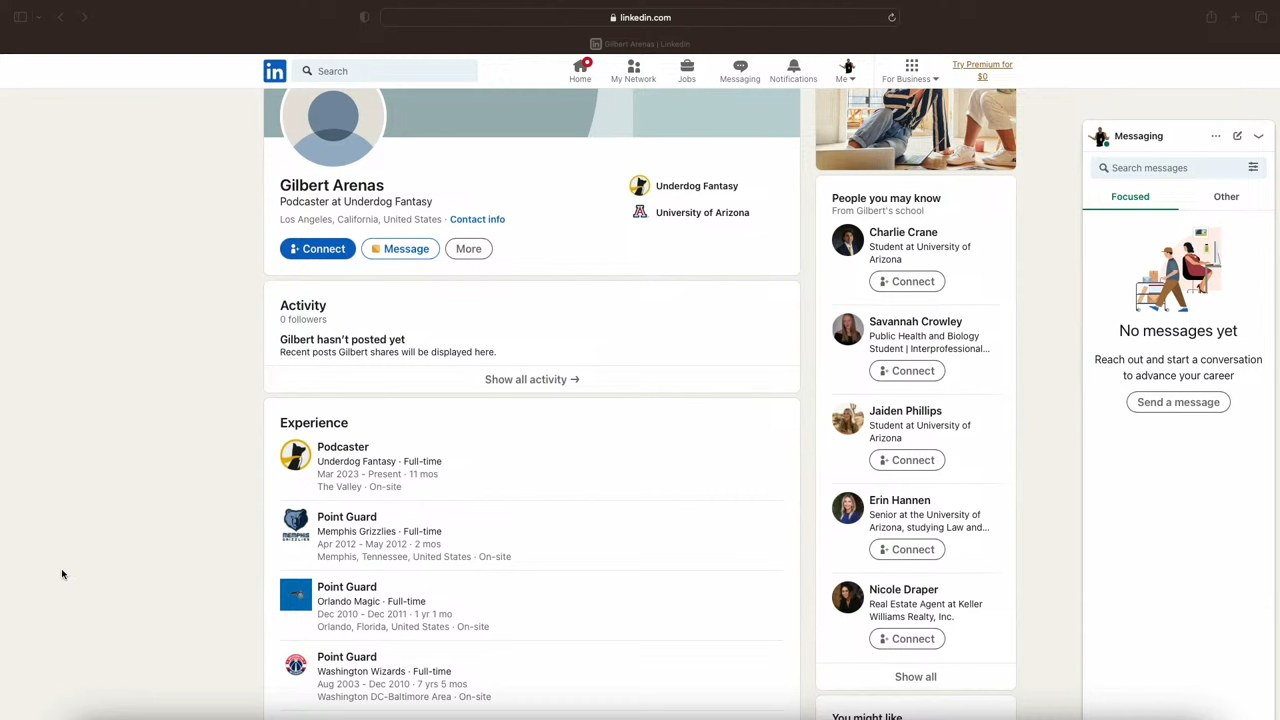 linkedin.com
Gilbert Arenas | LinkedIn
in
Search
Home
My Network
Jobs
Messaging
Notifications
Me
For Business
Try Premium for
$0
Gilbert Arenas
Podcaster at Underdog Fantasy
Los Angeles, California, United States · Contact info
Underdog Fantasy
University of Arizona
Connect
Message
More
Activity
0 followers
Gilbert hasn't posted yet
Recent posts Gilbert shares will be displayed here.
Show all activity →
Experience
Podcaster
Underdog Fantasy · Full-time
Mar 2023 - Present · 11 mos
The Valley · On-site
MEMPHIS
Point Guard
Memphis Grizzlies · Full-time
Apr 2012 - May 2012 · 2 mos
Memphis, Tennessee, United States · On-site
Point Guard
Orlando Magic · Full-time
Dec 2010 - Dec 2011 · 1 yr 1 mo
Orlando, Florida, United States · On-site
Point Guard
Washington Wizards · Full-time
Aug 2003 - Dec 2010 · 7 yrs 5 mos
Washington DC-Baltimore Area · On-site
People you may know
From Gilbert's school
Charlie Crane
Student at University of
Arizona
Connect
Savannah Crowley
Public Health and Biology
Student | Interprofessional...
Connect
Jaiden Phillips
Student at University of
Arizona
Connect
Erin Hannen
Senior at the University of
Arizona, studying Law and...
Connect
Nicole Draper
Real Estate Agent at Keller
Williams Realty, Inc.
Connect
Show all
You might like
Messaging
Search messages
Focused
Other
No messages yet
Reach out and start a conversation
to advance your career
Send a message